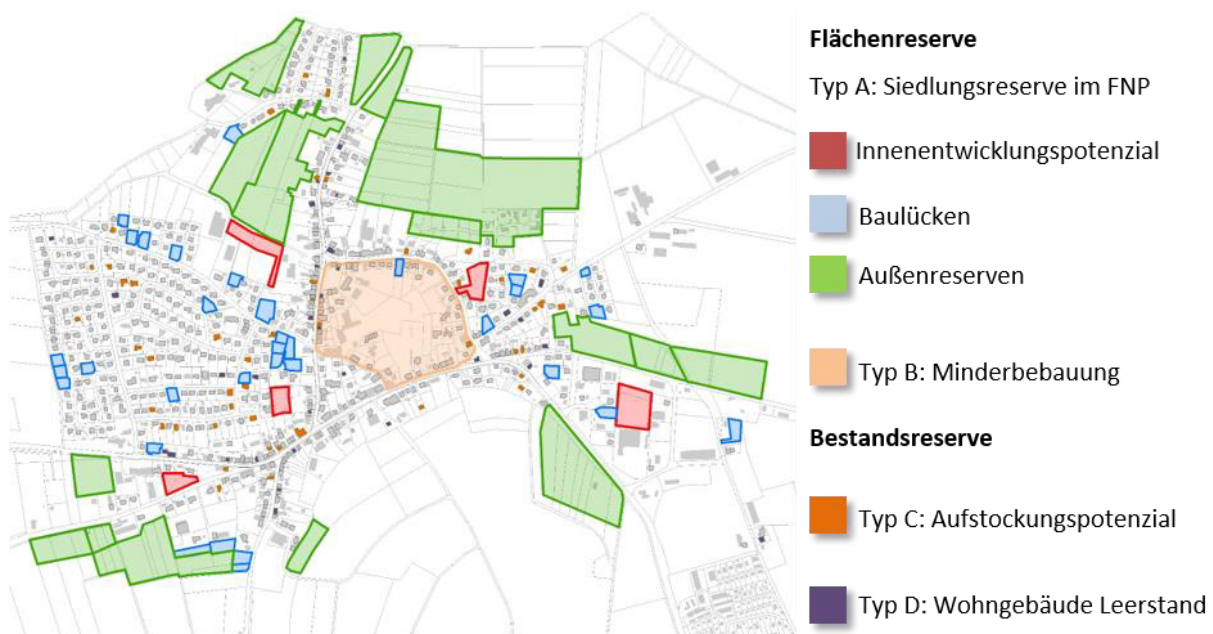 Flächenreserve
Typ A: Siedlungsreserve im FNP
Innenentwicklungspotenzial
Baulücken
Außenreserven
Typ B: Minderbebauung
Bestandsreserve
Typ C: Aufstockungspotenzial
Typ D: Wohngebäude Leerstand